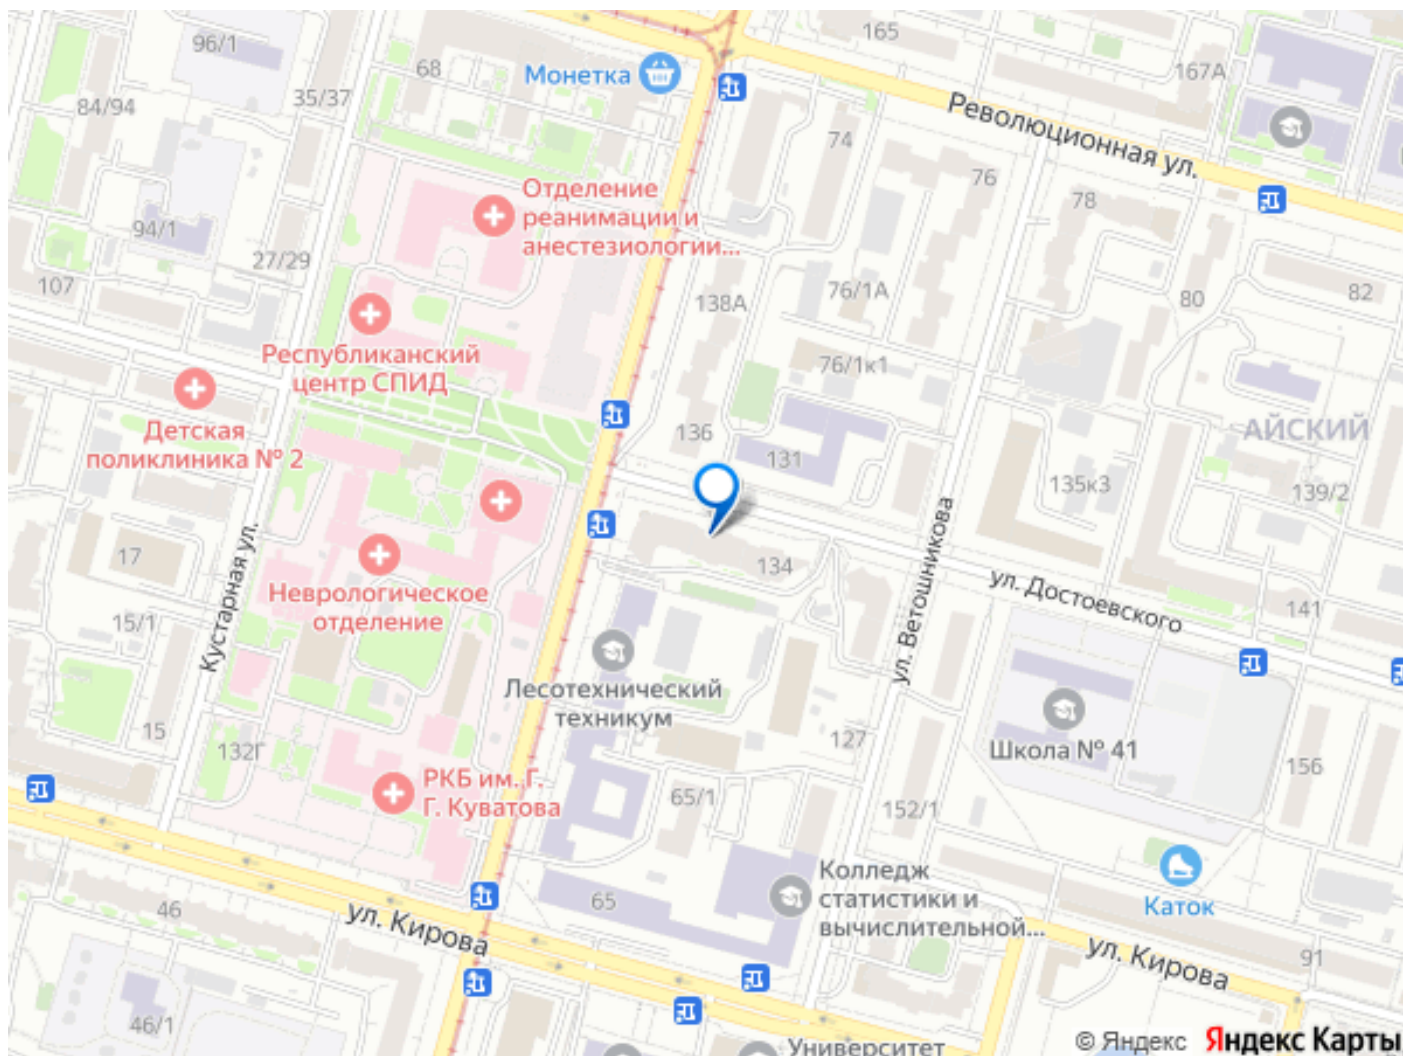 96/1
165
68
Монетка
167А
35/37
84/94
Революционная ул.
74
76
78
Отделение
реанимации и
анестезиологии...
94/1
27/29
107
138А
76/1А
80
82
Республиканский
центр СПИД
76/1к1
Детская
поликлиника № 2
136
131
АЙСКИЙ
135к3
139/2
17
Кустарная ул.
Неврологическое
отделение
134
ул. Ветошникова
ул. Достоевского
141
15/1
Лесотехнический
техникум
15
132Г
127
Школа № 41
156
РКБ им. Г.
Г. Куватова
65/1
152/1
Колледж
статистики и
вычислительной...
Каток
46
ул. Кирова
65
ул. Кирова
91
46/1
Университет
© Яндекс Яндекс Карты